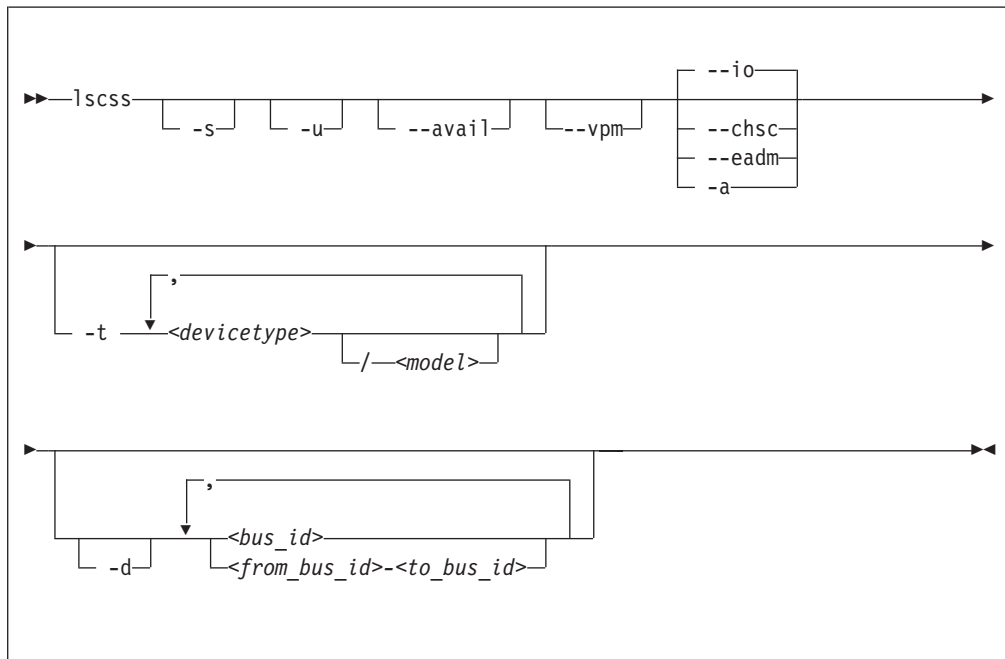 --io
lscss -s -u --avail --vpm
--chsc
--eadm
-a
,
-t <devicetype>
/ <model>
,
<bus_id>
-d <from_bus_id>-<to_bus_id>